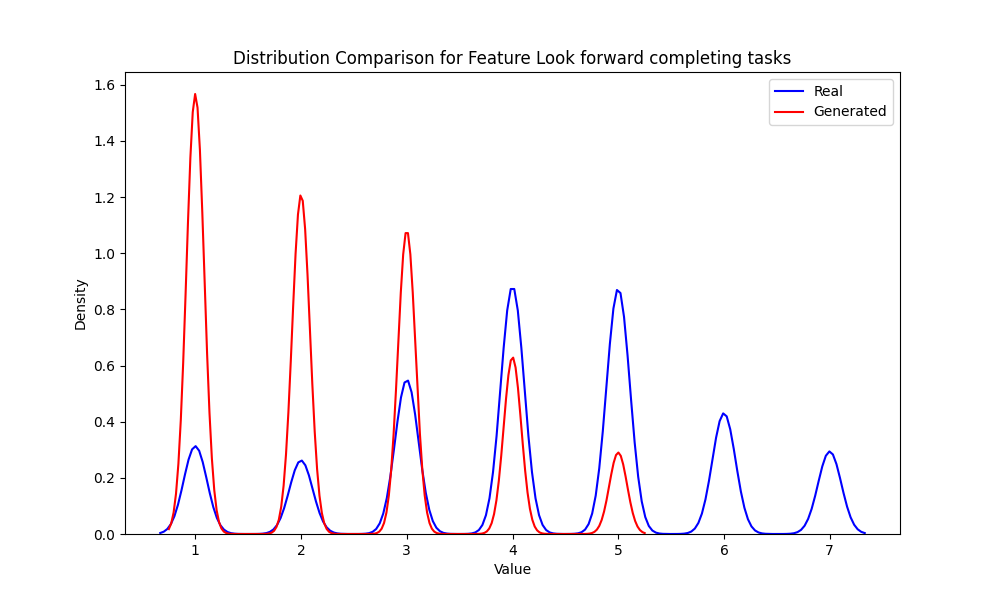 Distribution Comparison for Feature Look forward completing tasks
Real
Generated
Density
1.6
1.4
1.2
1.0
0.8
0.6
0.4
0.2
0.0
1 2 3 4 5 6 7
Value